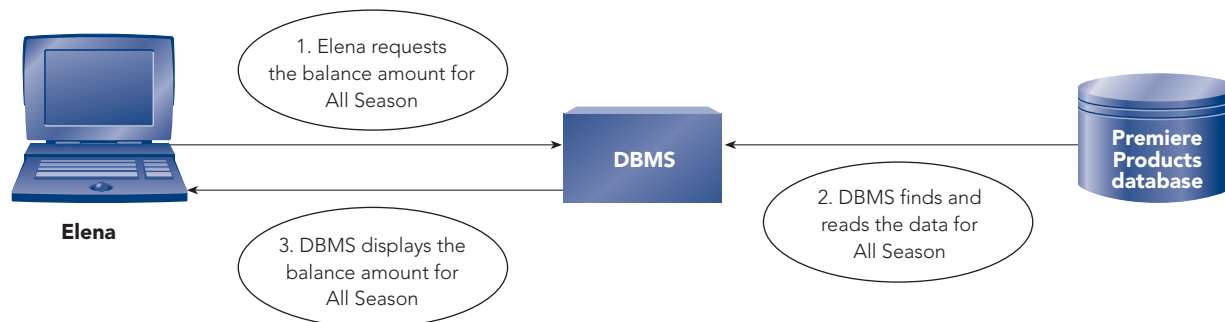 1. Elena requests
the balance amount for
All Season
DBMS
Premiere
Products
database
Elena
2. DBMS finds and
reads the data for
All Season
3. DBMS displays the
balance amount for
All Season